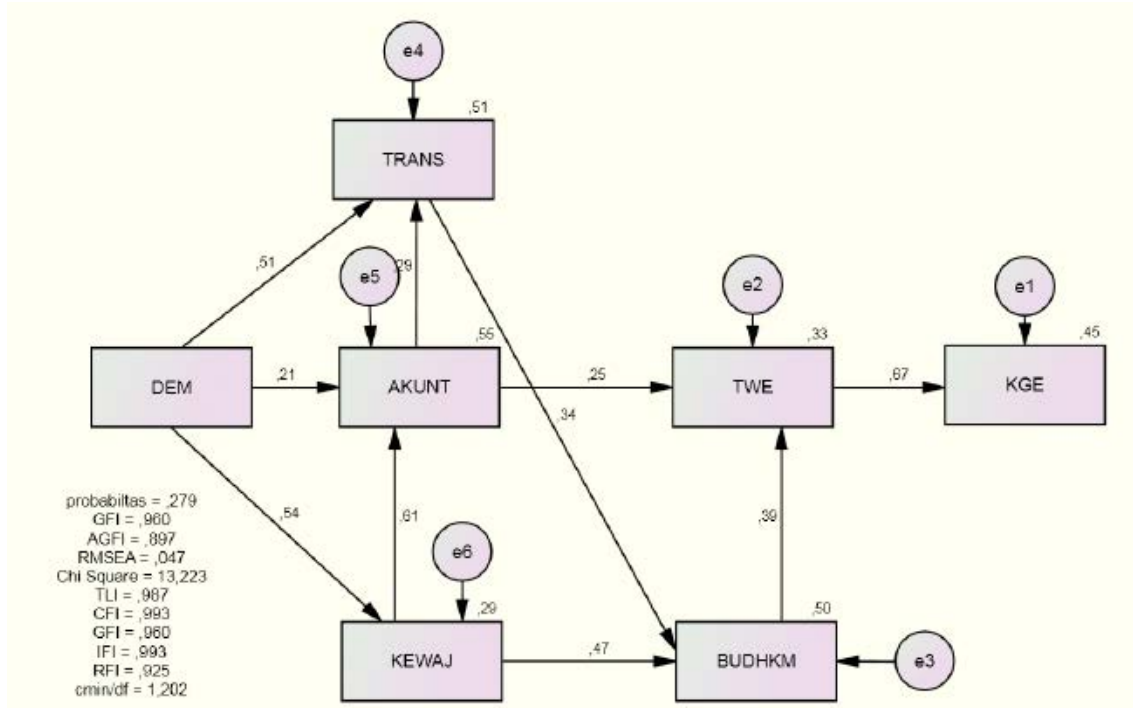 e4
,51
TRANS
,51
,29
e5
e2
e1
,55
,33
,45
DEM
,21
AKUNT
,25
TWE
,67
KGE
,34
probabiltas = ,279
GFI = ,960
AGFI = ,897
RMSEA = ,047
Chi Square = 13,223
TLI = ,987
CFI = ,993
GFI = ,960
IFI = ,993
RFI = ,925
cmin/df = 1,202
,54
,61
,39
e6
,29
,50
KEWAJ
,47
BUDHKM
e3